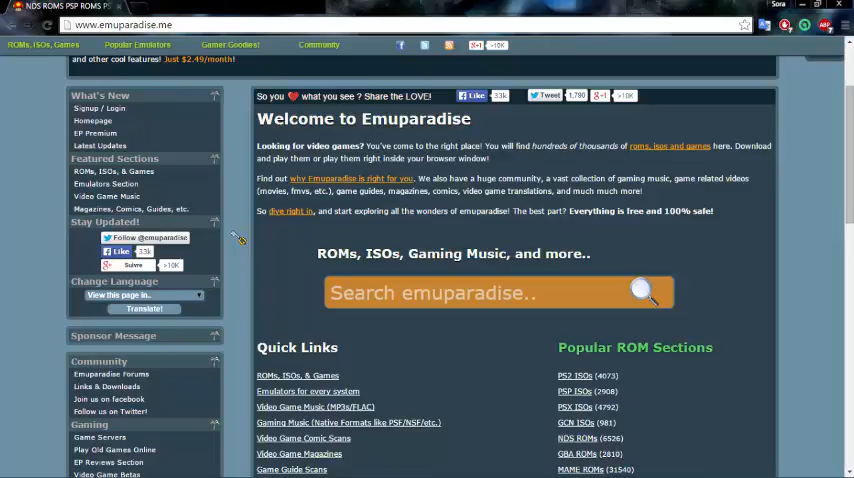 NDS ROMS PSP ROMS PS
Sora
www.emuparadise.me
ABP
7
7
ROMs, ISOs, Games
Popular Emulators
Gamer Goodies!
Community
+1
>10K
and other cool features! Just $2.49/month!
What's New
Signup / Login
Homepage
EP Premium
Latest Updates
Featured Sections
ROMs, ISOs, & Games
Emulators Section
Video Game Music
Magazines, Comics, Guides, etc.
Stay Updated!
Follow @emuparadise
Like 33k
Suivre >10K
Change Language
View this page in..
Translate!
Sponsor Message
Community
Emuparadise Forums
Links & Downloads
Join us on facebook
Follow us on Twitter!
Gaming
Game Servers
Play Old Games Online
EP Reviews Section
Video Game Betas
So you ❤ what you see ? Share the LOVE!
Like 33k
Tweet 1,790
+1 >10K
Welcome to Emuparadise
Looking for video games? You've come to the right place! You will find hundreds of thousands of roms, isos and games here. Download
and play them or play them right inside your browser window!
Find out why Emuparadise is right for you. We also have a huge community, a vast collection of gaming music, game related videos
(movies, fmvs, etc.), game guides, magazines, comics, video game translations, and much much more!
So dive right in, and start exploring all the wonders of emuparadise! The best part? Everything is free and 100% safe!
ROMs, ISOs, Gaming Music, and more..
Search emuparadise..
Quick Links
ROMs, ISOs, & Games
Emulators for every system
Video Game Music (MP3s/FLAC)
Gaming Music (Native Formats like PSF/NSF/etc.)
Video Game Comic Scans
Video Game Magazines
Game Guide Scans
Popular ROM Sections
PS2 ISOs (4073)
PSP ISOs (2908)
PSX ISOs (4792)
GCN ISOs (981)
NDS ROMs (6526)
GBA ROMs (2810)
MAME ROMs (31540)